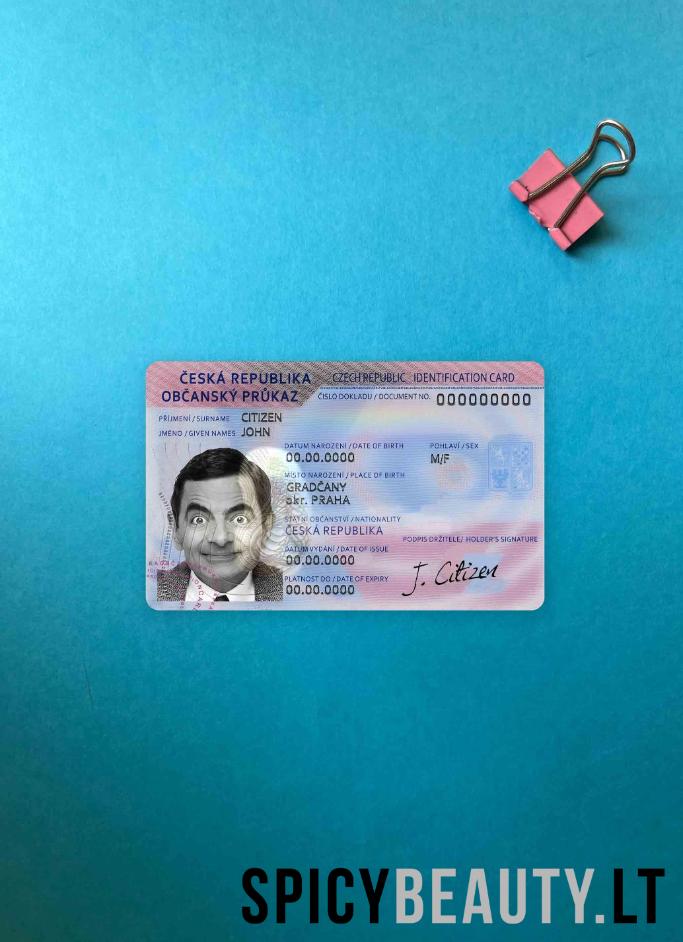 ČESKÁ REPUBLIKA
CZECH REPUBLIC IDENTIFICATION CARD
OBČANSKÝ PRŮKAZ
ČISLO DOKLADU / DOCUMENT NO. 000000000
PŘÍJMENÍ / SURNAME CITIZEN
JMÉNO / GIVEN NAMES JOHN
DATUM NAROZENÍ / DATE OF BIRTH
POHLAVÍ / SEX
00.00.0000
M/F
MÍSTO NAROZENÍ / PLACE OF BIRTH
GRADČANY
okr. PRAHA
STÁTNÍ OBČANSTVÍ / NATIONALITY
ČESKÁ REPUBLIKA
PODPIS DRŽITELE / HOLDER'S SIGNATURE
DATUM VYDÁNÍ / DATE OF ISSUE
00.00.0000
J. Citizen
PLATNOST DO / DATE OF EXPIRY
00.00.0000
SPICYBEAUTY.LT